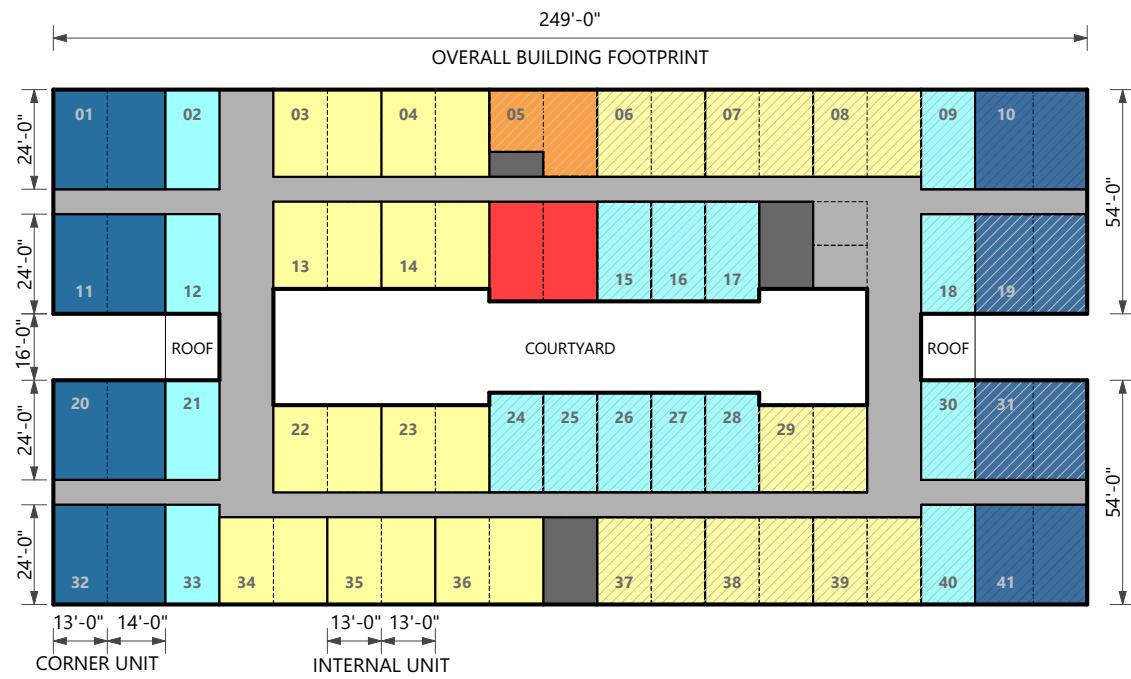 249'-0"
OVERALL BUILDING FOOTPRINT
24'-0"
01 02 03 04 05 06 07 08 09 10
54'-0"
24'-0"
11 12 13 14 15 16 17 18 19
16'-0"
ROOF COURTYARD ROOF
24'-0"
20 21 22 23 24 25 26 27 28 29 30 31
54'-0"
24'-0"
32 33 34 35 36 37 38 39 40 41
13'-0" 14'-0" 13'-0" 13'-0"
CORNER UNIT INTERNAL UNIT